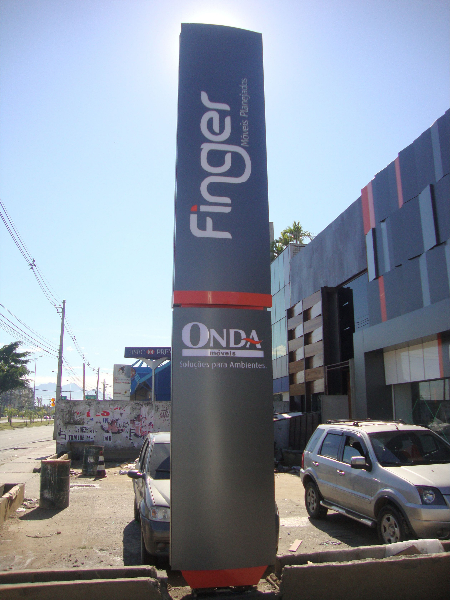 finger
Móveis Planejados
ONDA
móveis
Soluções para Ambientes.